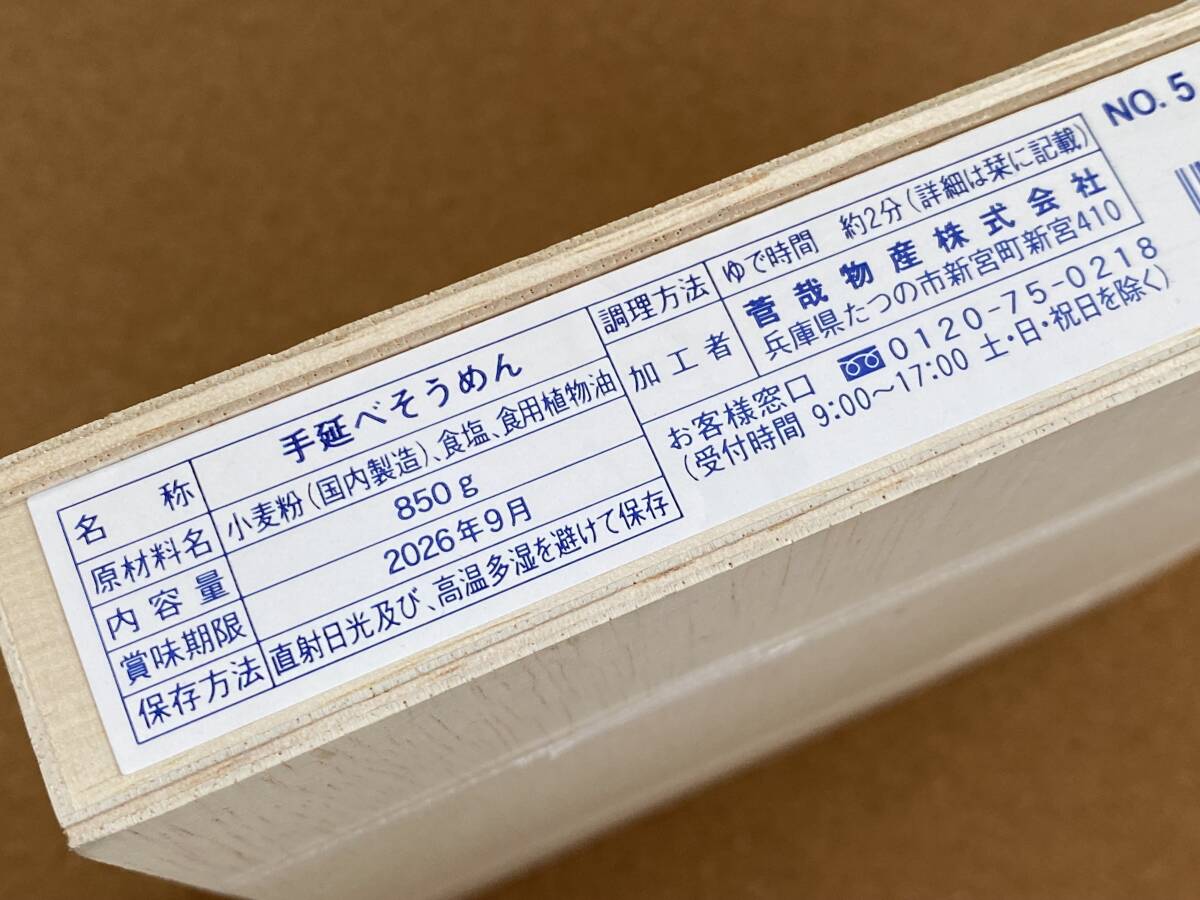 名称 手延べそうめん
原材料名 小麦粉(国内製造)、食塩、食用植物油
内容量 850g
賞味期限 2026年9月
保存方法 直射日光及び、高温多湿を避けて保存
調理方法 ゆで時間 約2分(詳細は栞に記載)
加工者 菅哉物産株式会社
兵庫県たつの市新宮町新宮410
お客様窓口 0120-75-0218
(受付時間 9:00～17:00 土・日・祝日を除く)
NO. 5